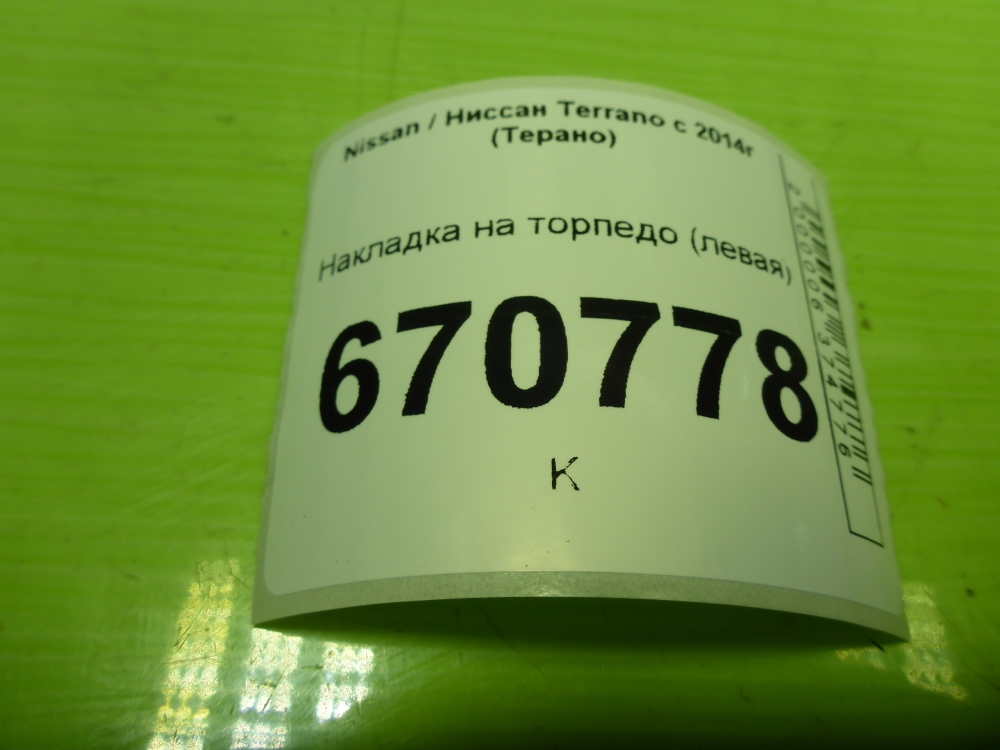 Nissan / Ниссан Terrano с 2014г
(Терано)
Накладка на торпедо (левая)
670778
К